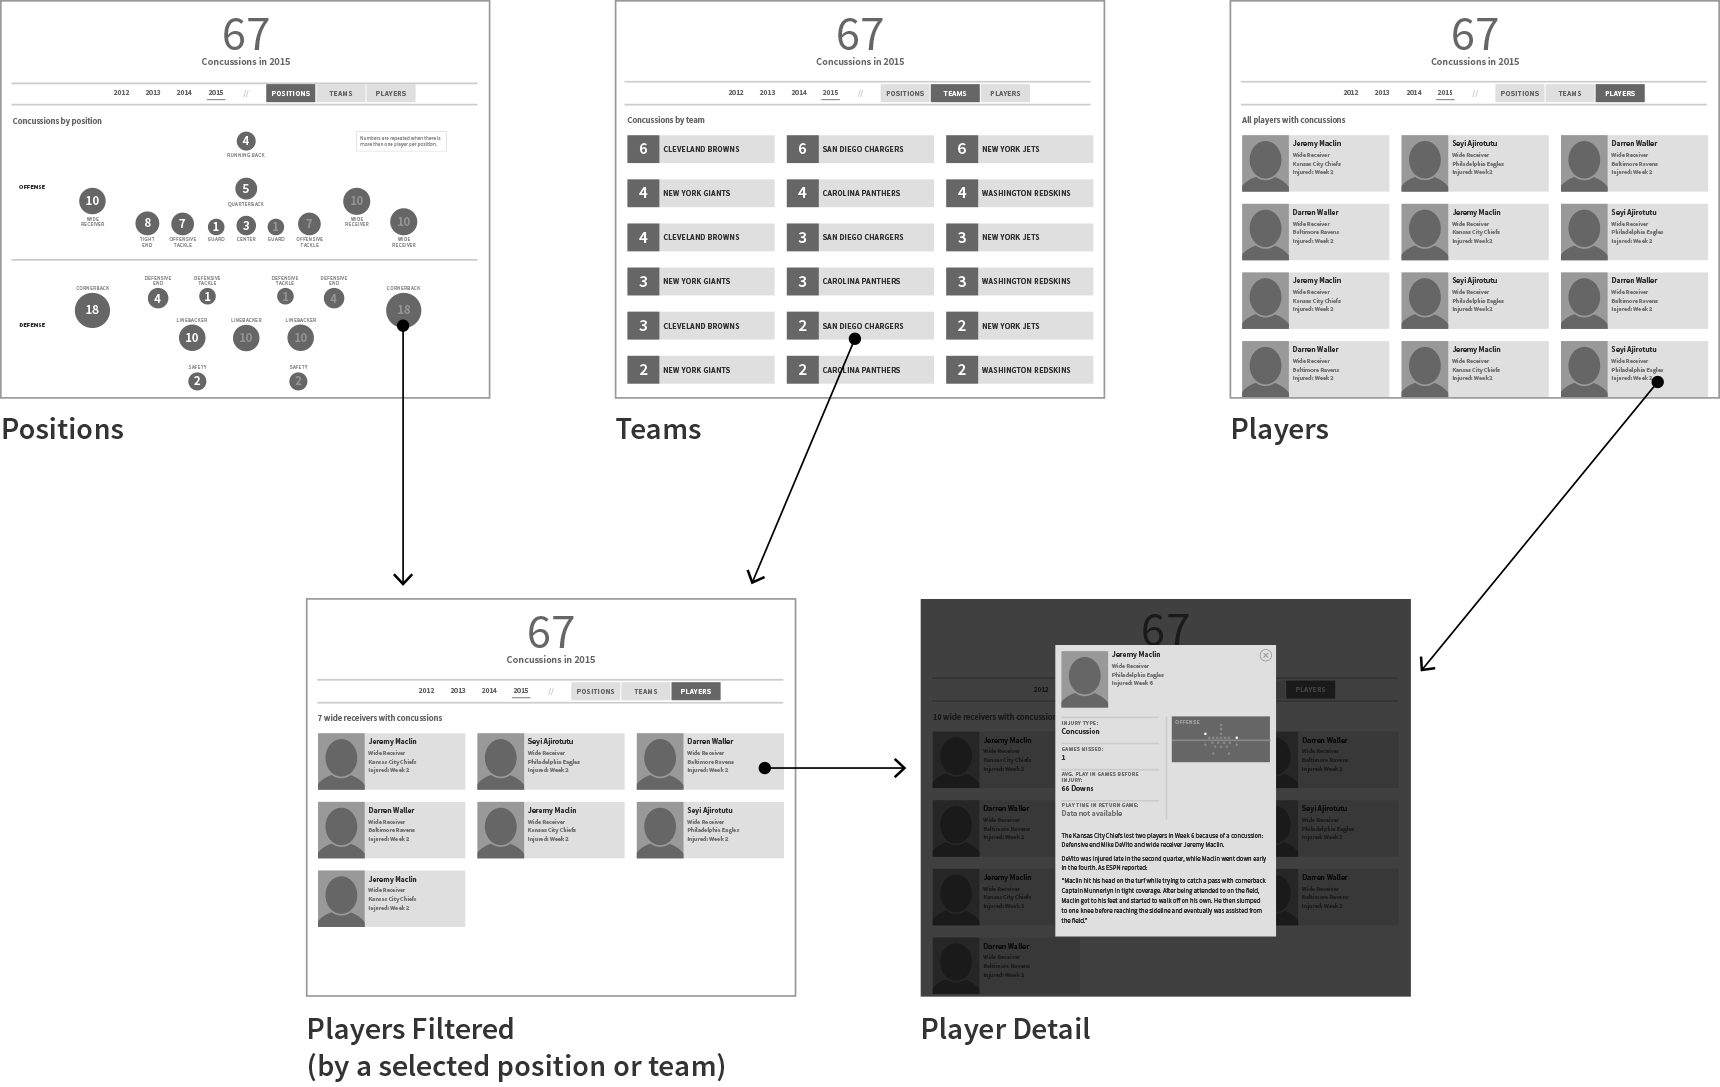 67
Concussions in 2015
2012 2013 2014 2015 // POSITIONS TEAMS PLAYERS
Concussions by position
Numbers are repeated when there is
more than one player per position.
4
RUNNING BACK
OFFENSE
5
QUARTERBACK
10
WIDE
RECEIVER
8
TIGHT
END
7
OFFENSIVE
TACKLE
1
GUARD
3
CENTER
1
GUARD
7
OFFENSIVE
TACKLE
10
WIDE
RECEIVER
10
WIDE
RECEIVER
DEFENSE
CORNERBACK
18
DEFENSIVE
END
4
DEFENSIVE
TACKLE
1
DEFENSIVE
TACKLE
1
DEFENSIVE
END
4
CORNERBACK
18
LINEBACKER
10
LINEBACKER
10
LINEBACKER
10
SAFETY
2
SAFETY
2
Positions
67
Concussions in 2015
2012 2013 2014 2015 // POSITIONS TEAMS PLAYERS
Concussions by team
6 CLEVELAND BROWNS 6 SAN DIEGO CHARGERS 6 NEW YORK JETS
4 NEW YORK GIANTS 4 CAROLINA PANTHERS 4 WASHINGTON REDSKINS
4 CLEVELAND BROWNS 3 SAN DIEGO CHARGERS 3 NEW YORK JETS
3 NEW YORK GIANTS 3 CAROLINA PANTHERS 3 WASHINGTON REDSKINS
3 CLEVELAND BROWNS 2 SAN DIEGO CHARGERS 2 NEW YORK JETS
2 NEW YORK GIANTS 2 CAROLINA PANTHERS 2 WASHINGTON REDSKINS
Teams
67
Concussions in 2015
2012 2013 2014 2015 // POSITIONS TEAMS PLAYERS
All players with concussions
Jeremy Maclin
Wide Receiver
Kansas City Chiefs
Injured: Week 2
Seyi Ajirotutu
Wide Receiver
Philadelphia Eagles
Injured: Week 2
Darren Waller
Wide Receiver
Baltimore Ravens
Injured: Week 2
Darren Waller
Wide Receiver
Baltimore Ravens
Injured: Week 2
Jeremy Maclin
Wide Receiver
Kansas City Chiefs
Injured: Week 2
Seyi Ajirotutu
Wide Receiver
Philadelphia Eagles
Injured: Week 2
Jeremy Maclin
Wide Receiver
Kansas City Chiefs
Injured: Week 2
Seyi Ajirotutu
Wide Receiver
Philadelphia Eagles
Injured: Week 2
Darren Waller
Wide Receiver
Baltimore Ravens
Injured: Week 2
Darren Waller
Wide Receiver
Baltimore Ravens
Injured: Week 2
Jeremy Maclin
Wide Receiver
Kansas City Chiefs
Injured: Week 2
Seyi Ajirotutu
Wide Receiver
Philadelphia Eagles
Injured: Week 2
Players
67
Concussions in 2015
2012 2013 2014 2015 // POSITIONS TEAMS PLAYERS
7 wide receivers with concussions
Jeremy Maclin
Wide Receiver
Kansas City Chiefs
Injured: Week 2
Seyi Ajirotutu
Wide Receiver
Philadelphia Eagles
Injured: Week 2
Darren Waller
Wide Receiver
Baltimore Ravens
Injured: Week 2
Darren Waller
Wide Receiver
Baltimore Ravens
Injured: Week 2
Jeremy Maclin
Wide Receiver
Kansas City Chiefs
Injured: Week 2
Seyi Ajirotutu
Wide Receiver
Philadelphia Eagles
Injured: Week 2
Jeremy Maclin
Wide Receiver
Kansas City Chiefs
Injured: Week 2
Players Filtered
(by a selected position or team)
67
2012 PLAYERS
10 wide receivers with concussion
Jeremy Maclin
Wide Receiver
Kansas City Chiefs
Injured: Week 2
Darren Waller
Wide Receiver
Baltimore Ravens
Injured: Week 2
Darren Waller
Wide Receiver
Baltimore Ravens
Injured: Week 2
Seyi Ajirotutu
Wide Receiver
Philadelphia Eagles
Injured: Week 2
Jeremy Maclin
Wide Receiver
Kansas City Chiefs
Injured: Week 2
Darren Waller
Wide Receiver
Baltimore Ravens
Injured: Week 2
Darren Waller
Wide Receiver
Baltimore Ravens
Injured: Week 2
Jeremy Maclin
Wide Receiver
Philadelphia Eagles
Injured: Week 6
INJURY TYPE:
Concussion
GAMES MISSED:
1
AVG. PLAY IN GAMES BEFORE
INJURY:
66 Downs
PLAY TIME IN RETURN GAME:
Data not available
OFFENSE
The Kansas City Chiefs lost two players in Week 6 because of a concussion:
Defensive end Mike DeVito and wide receiver Jeremy Maclin.
DeVito was injured late in the second quarter, while Maclin went down early
in the fourth. As ESPN reported:
"Maclin hit his head on the turf while trying to catch a pass with cornerback
Captain Munnerlyn in tight coverage. After being attended to on the field,
Maclin got to his feet and started to walk off on his own. He then slumped
to one knee before reaching the sideline and eventually was assisted from
the field."
Player Detail